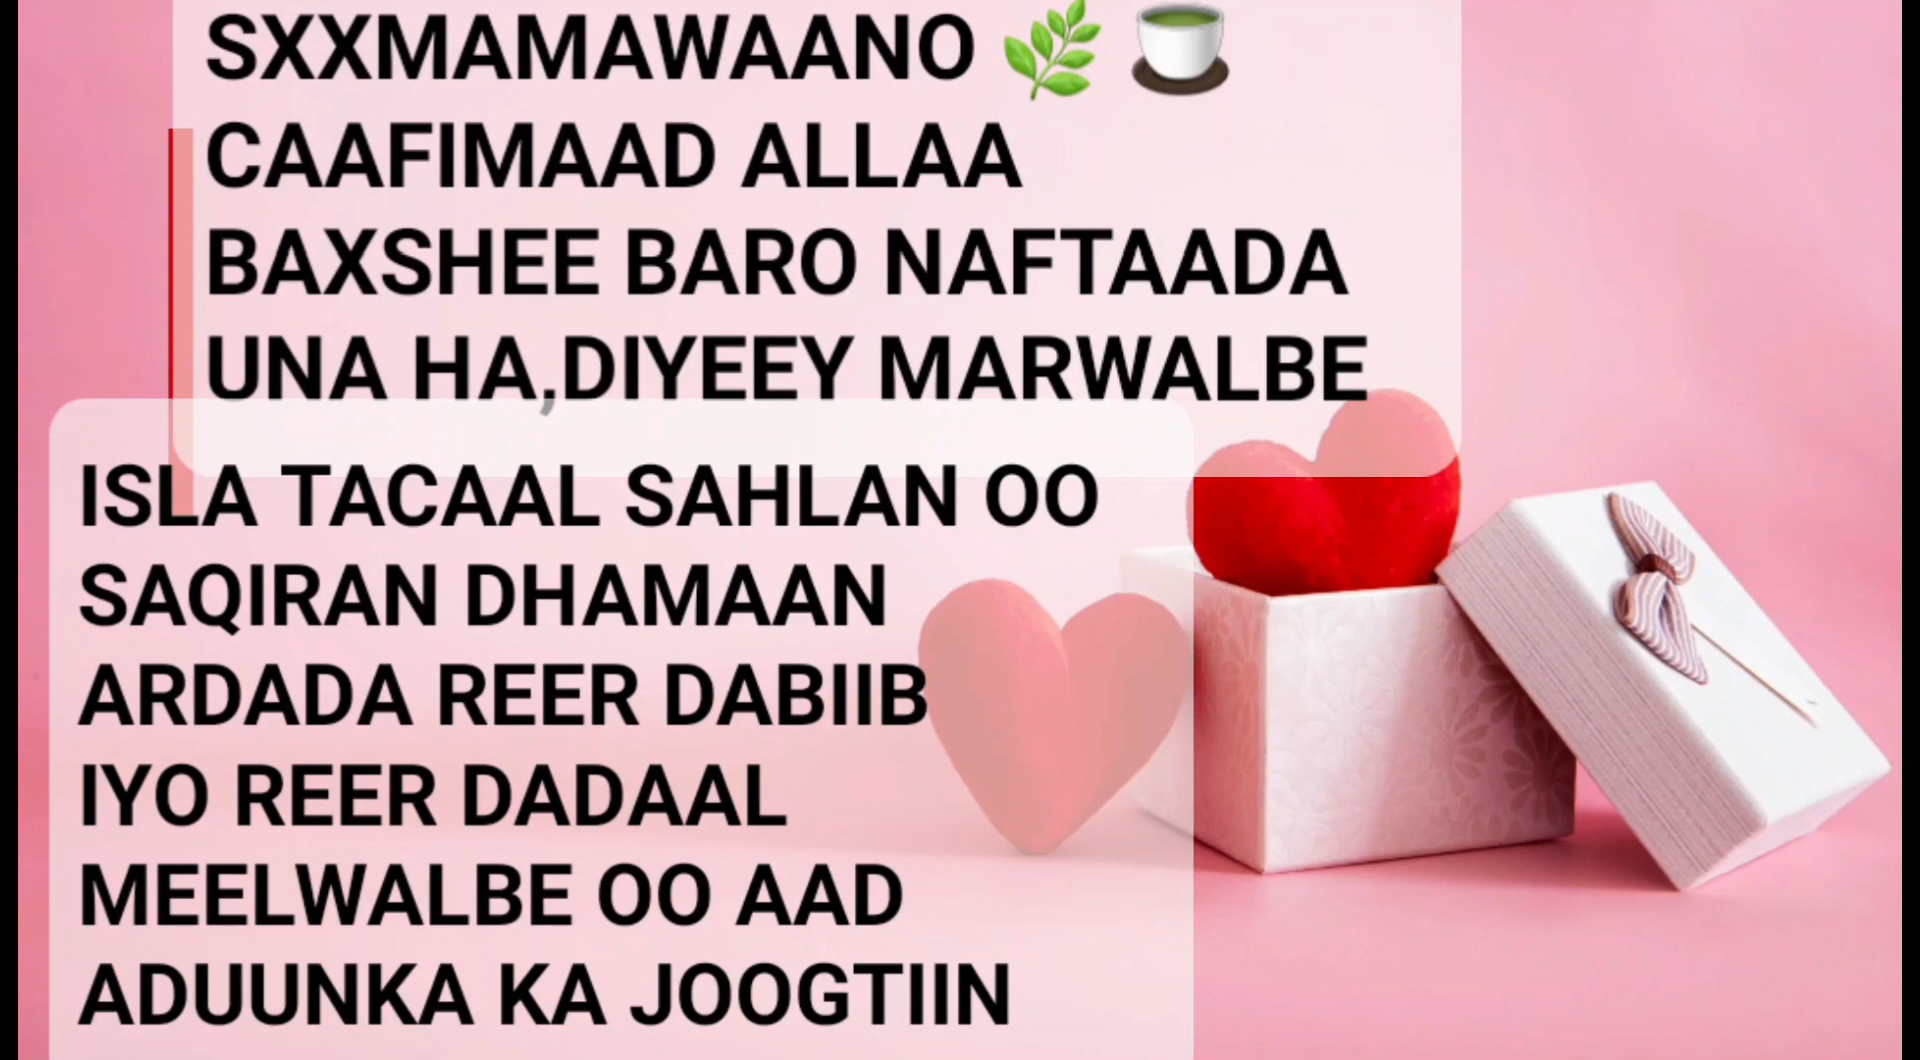 SXXMAMAWAANO 🌿 🍵
CAAFIMAAD ALLAA
BAXSHEE BARO NAFTAADA
UNA HA,DIYEEY MARWALBE
ISLA TACAAL SAHLAN OO
SAQIRAN DHAMAAN
ARDADA REER DABIIB
IYO REER DADAAL
MEELWALBE OO AAD
ADUUNKA KA JOOGTIIN